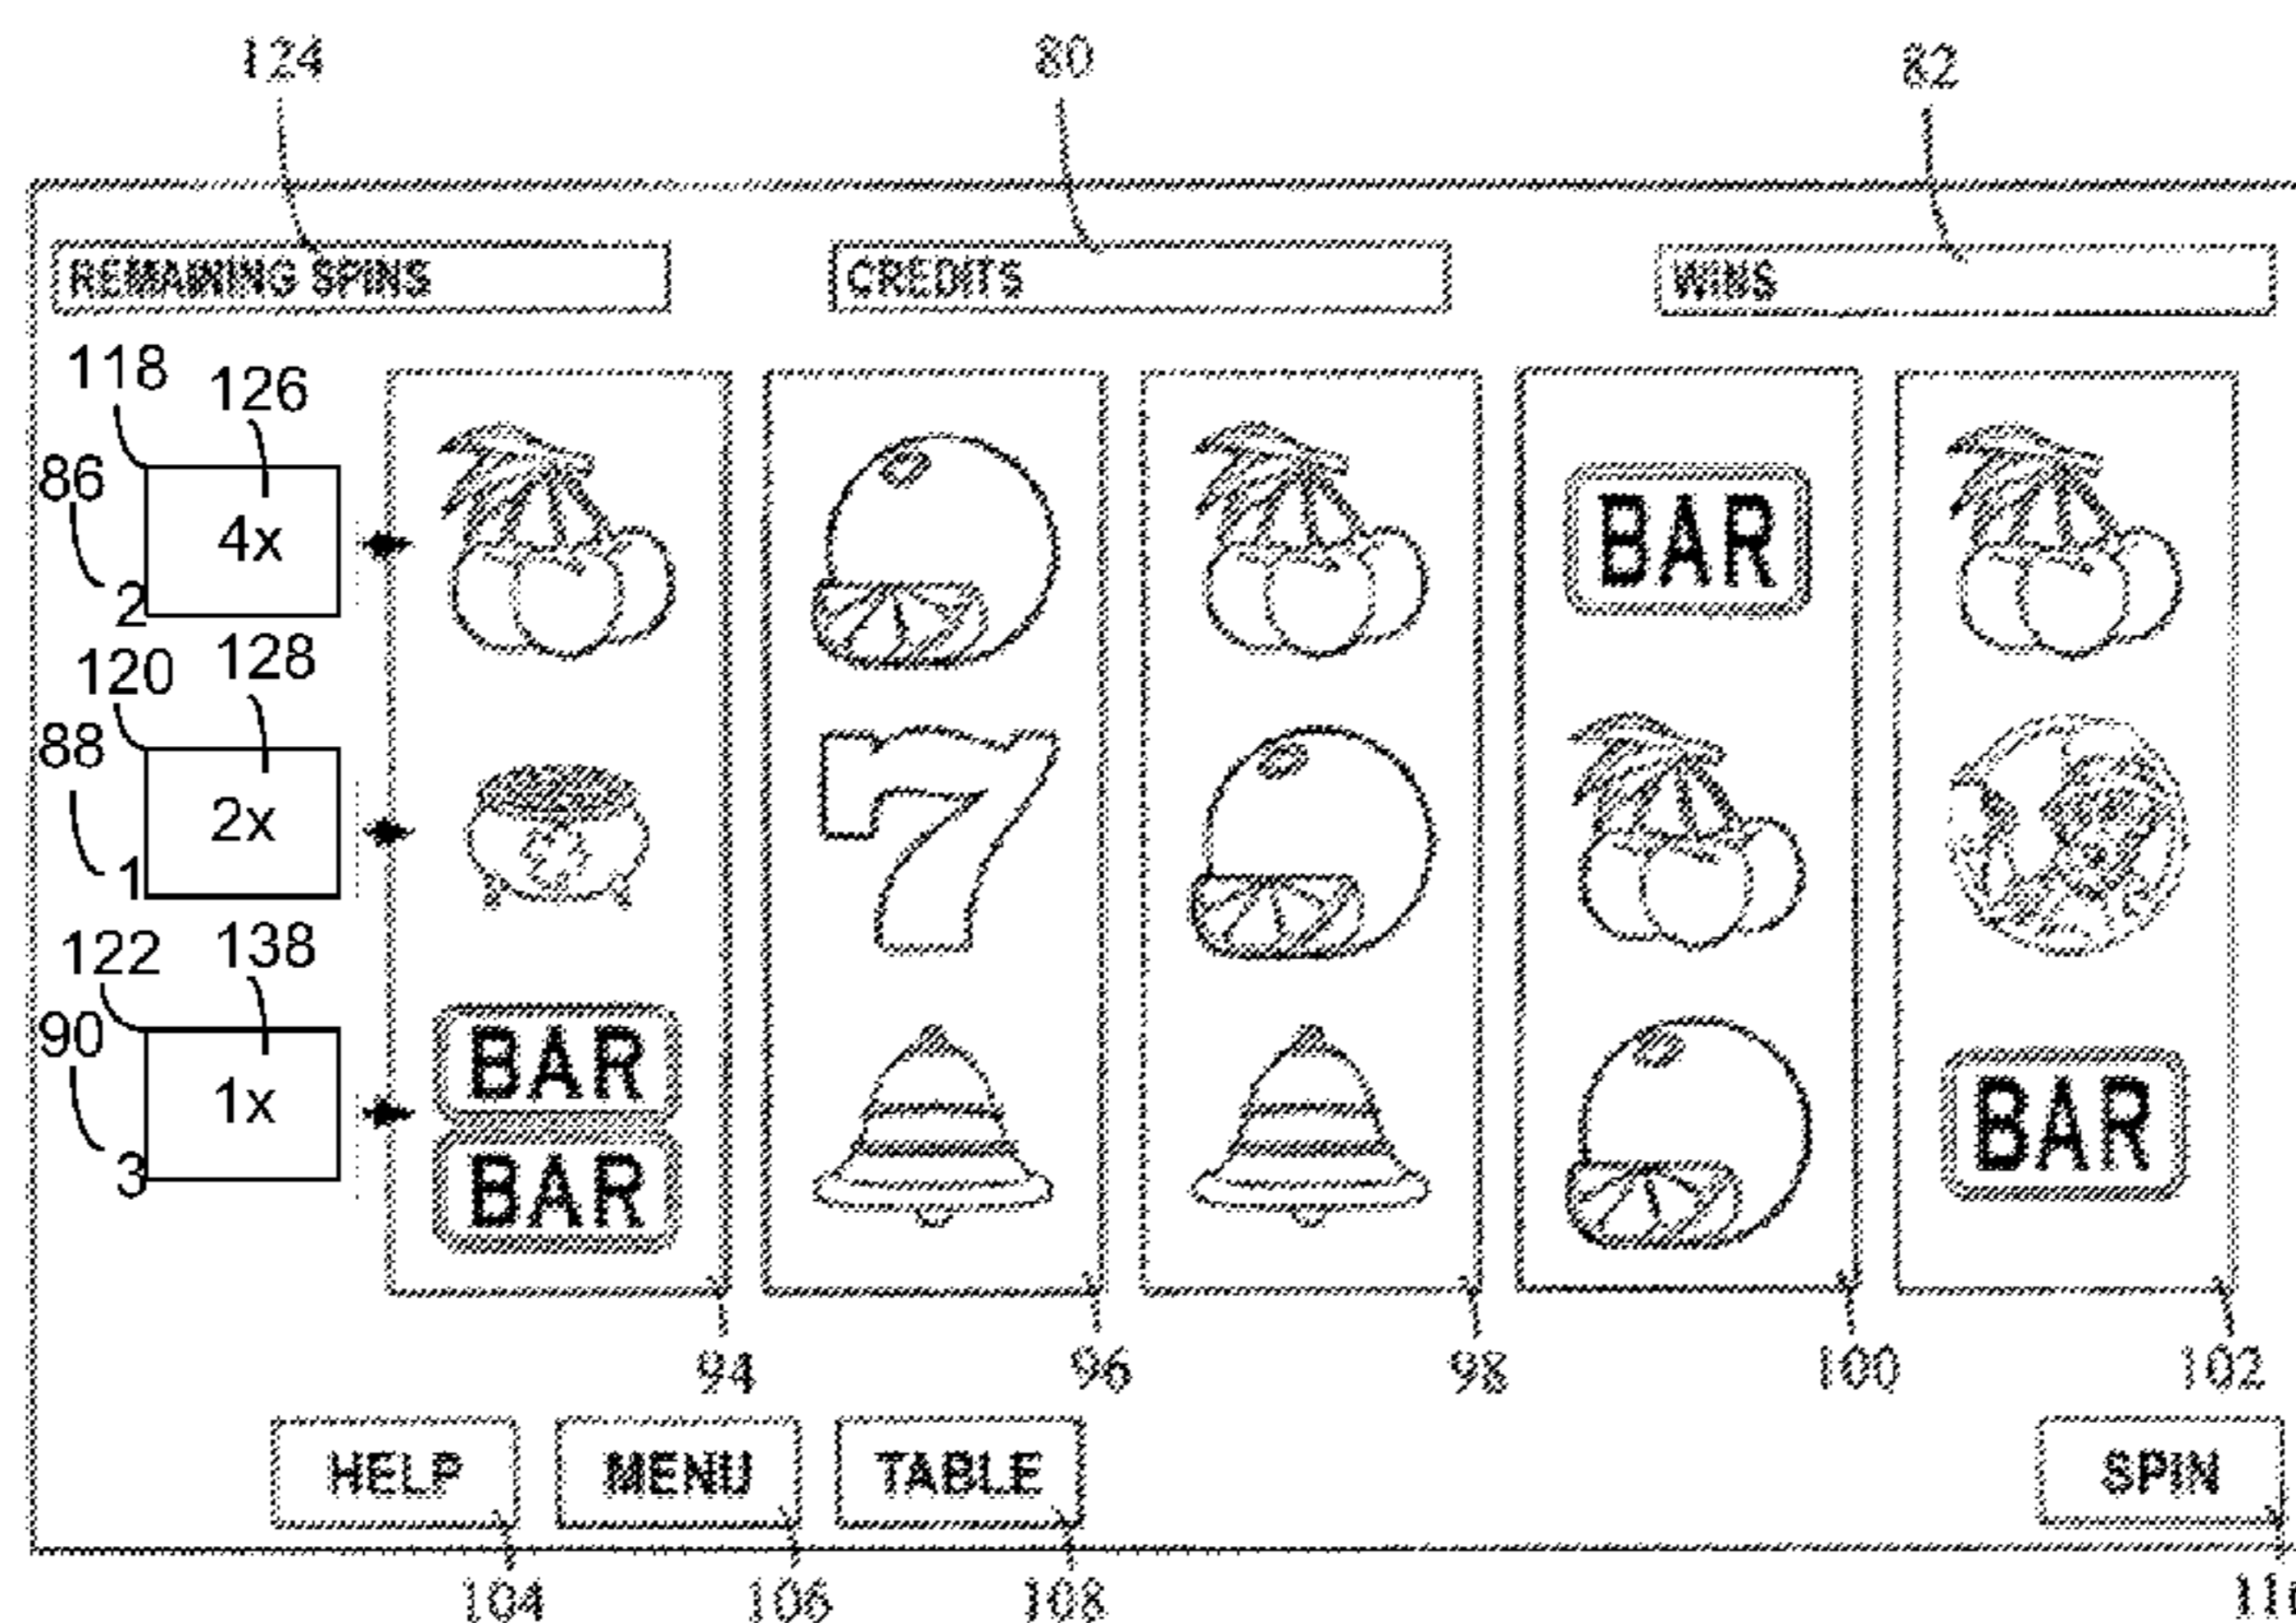 124 80 82
REMAINING SPINS CREDITS WINS
118 126
86 4x BAR
2
120 128
88 2x 7
1
122 138
90 1x BAR
3 BAR BAR
94 96 98 100 102
HELP MENU TABLE SPIN
104 106 108